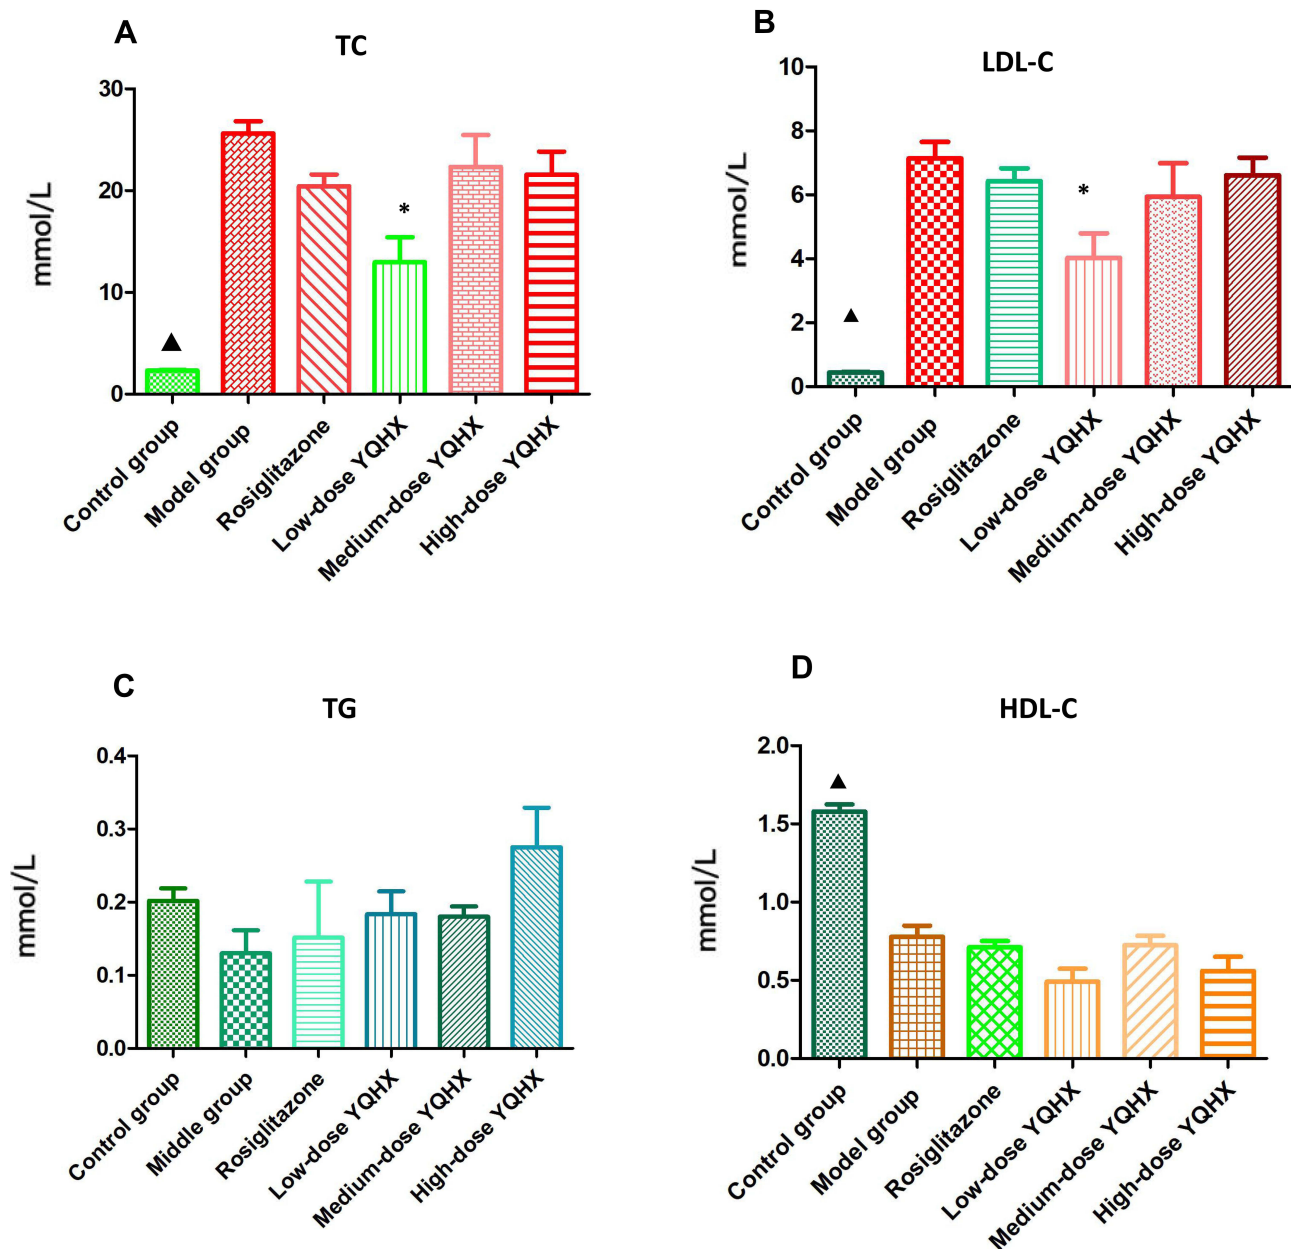 A
TC
mmol/L
30
20
10
0
▲
*
Control group
Model group
Rosiglitazone
Low-dose YQHX
Medium-dose YQHX
High-dose YQHX
B
LDL-C
mmol/L
10
8
6
4
2
0
▲
*
Control group
Model group
Rosiglitazone
Low-dose YQHX
Medium-dose YQHX
High-dose YQHX
C
TG
mmol/L
0.4
0.3
0.2
0.1
0.0
Control group
Middle group
Rosiglitazone
Low-dose YQHX
Medium-dose YQHX
High-dose YQHX
D
HDL-C
mmol/L
2.0
1.5
1.0
0.5
0.0
▲
Control group
Model group
Rosiglitazone
Low-dose YQHX
Medium-dose YQHX
High-dose YQHX